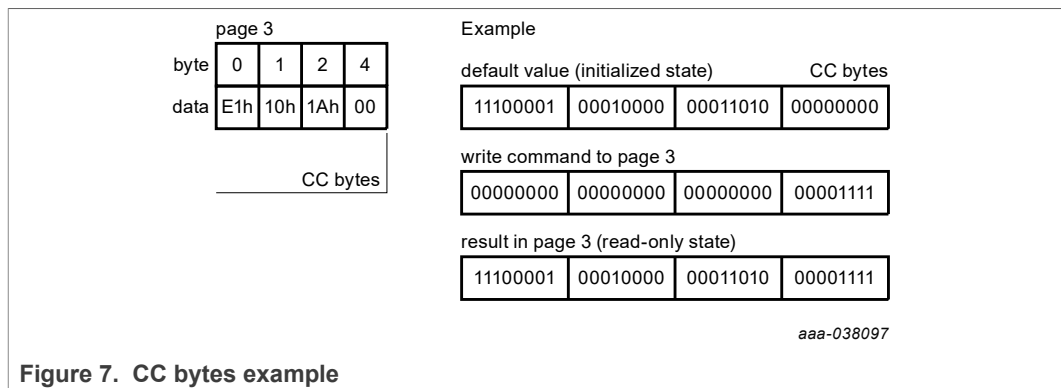 page 3
byte 0 1 2 4
data E1h 10h 1Ah 00
CC bytes
Example
default value (initialized state) CC bytes
11100001 00010000 00011010 00000000
write command to page 3
00000000 00000000 00000000 00001111
result in page 3 (read-only state)
11100001 00010000 00011010 00001111
aaa-038097
Figure 7. CC bytes example